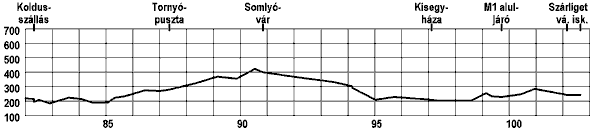 Koldus- Tornyó- Somlyó- Kisegy- M1 alul- Szárliget
szállás puszta vár háza járó vá. isk.
700
600
500
400
300
200
100
85 90 95 100